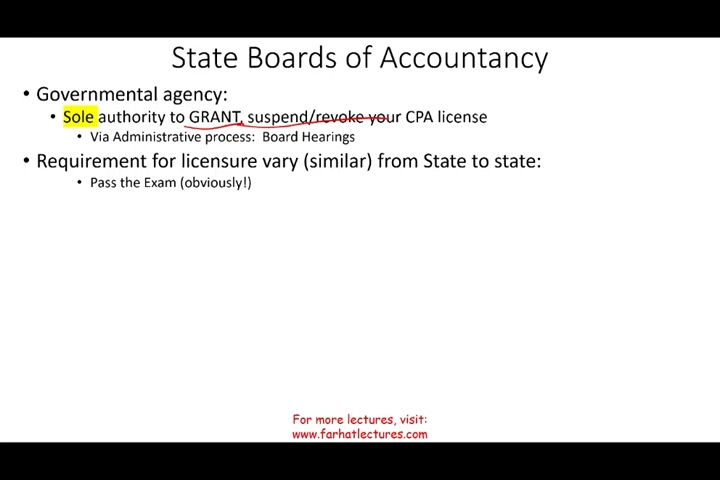 State Boards of Accountancy
• Governmental agency:
• Sole authority to GRANT, suspend/revoke your CPA license
• Via Administrative process: Board Hearings
• Requirement for licensure vary (similar) from State to state:
• Pass the Exam (obviously!)
For more lectures, visit:
www.farhatlectures.com